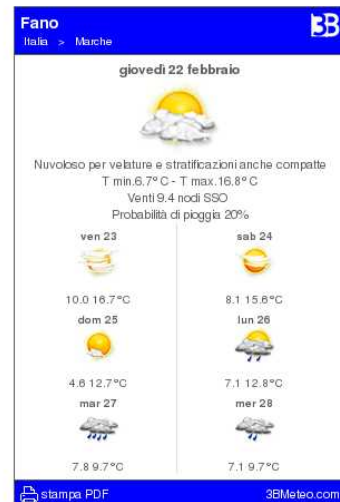 Fano
3B
Italia > Marche
giovedì 22 febbraio
Nuvoloso per velature e stratificazioni anche compatte
T min.6.7°C - T max.16.8°C
Venti 9.4 nodi SSO
Probabilità di pioggia 20%
ven 23
10.0 16.7°C
sab 24
8.1 15.6°C
dom 25
4.6 12.7°C
lun 26
7.1 12.8°C
mar 27
7.8 9.7°C
mer 28
7.1 9.7°C
stampa PDF
3BMeteo.com